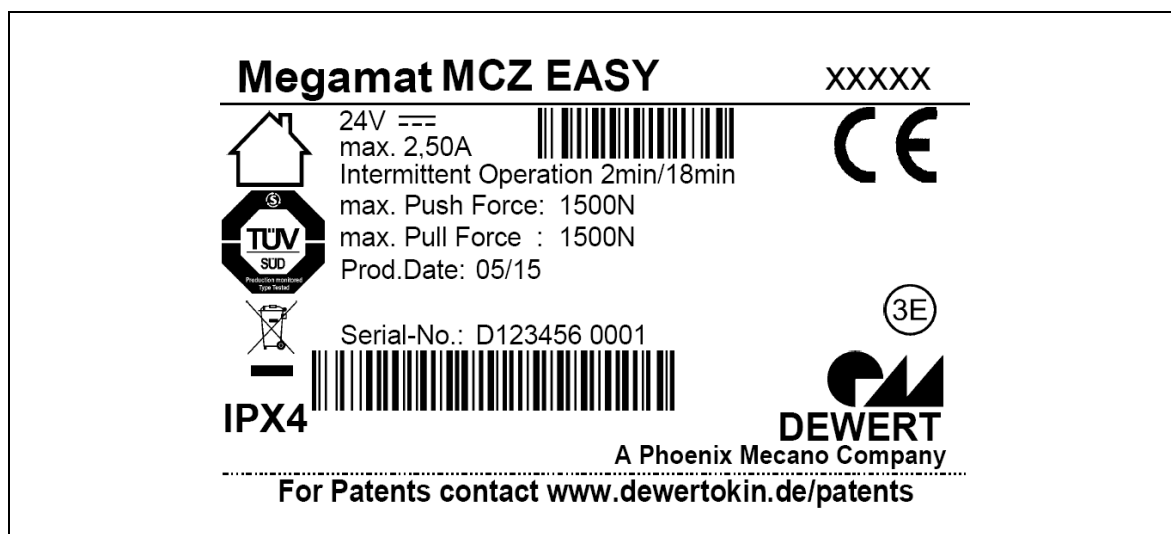 Megamat MCZ EASY XXXXX
24V
max. 2,50A
Intermittent Operation 2min/18min
max. Push Force: 1500N
max. Pull Force : 1500N
Prod.Date: 05/15
CE
TÜV
SÜD
Production monitored
Type Tested
3E
Serial-No.: D123456 0001
IPX4
DEWERT
A Phoenix Mecano Company
For Patents contact www.dewertokin.de/patents